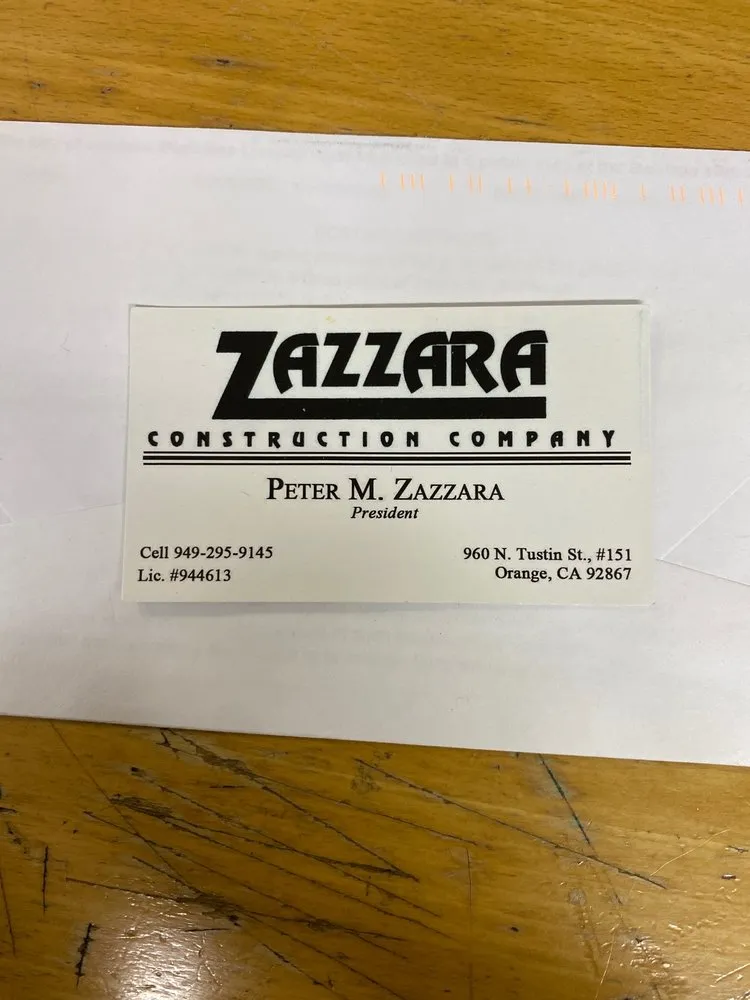 ZAZZARA
CONSTRUCTION COMPANY
PETER M. ZAZZARA
President
Cell 949-295-9145
Lic. #944613
960 N. Tustin St., #151
Orange, CA 92867